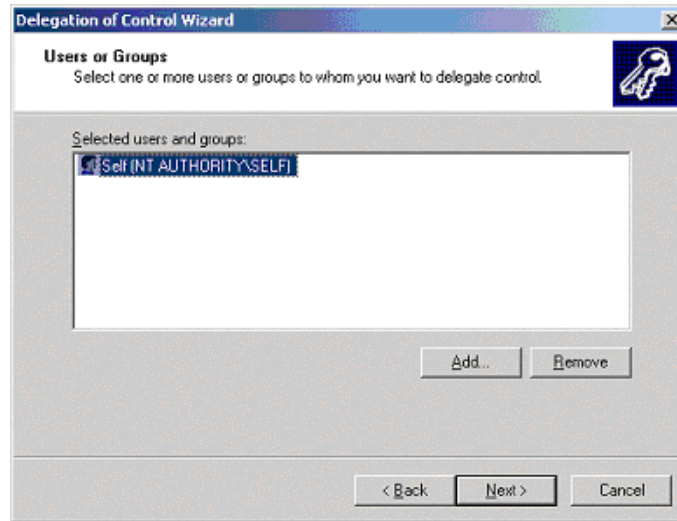 Delegation of Control Wizard
Users or Groups
Select one or more users or groups to whom you want to delegate control.
Selected users and groups:
Self (NT AUTHORITY\SELF)
Add... Remove
< Back Next > Cancel